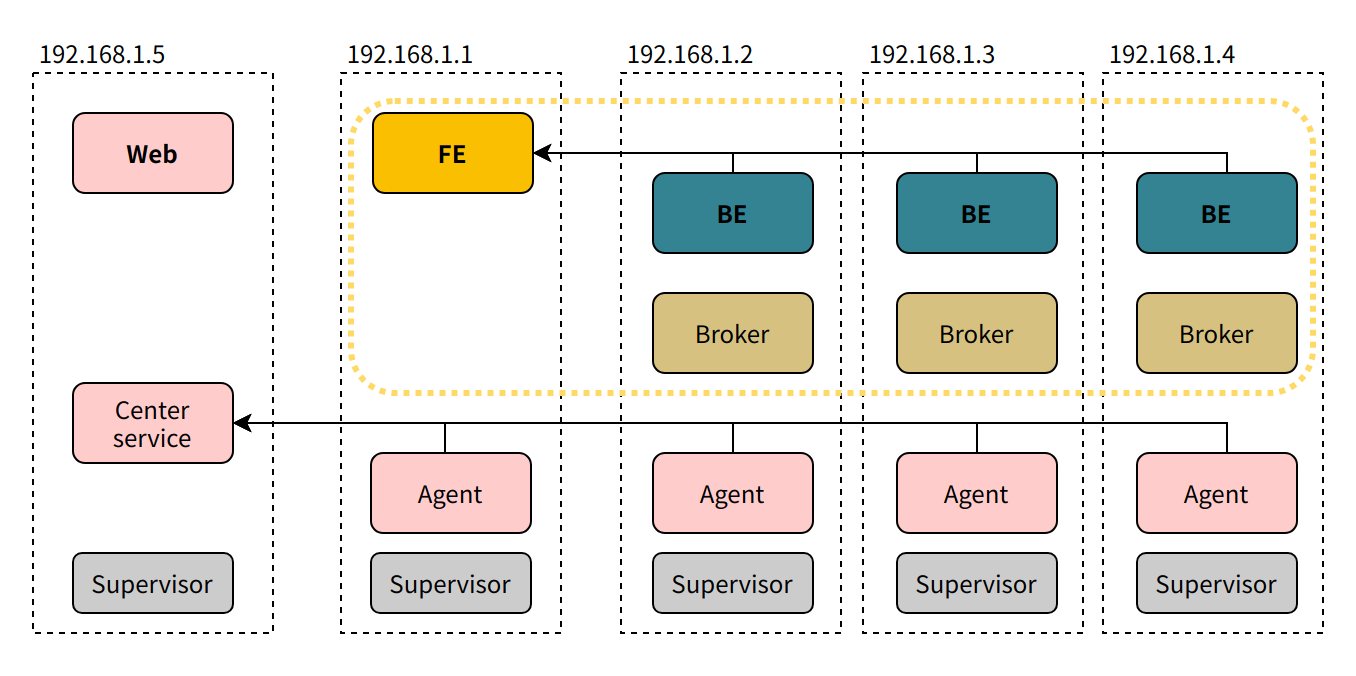 192.168.1.5
192.168.1.1
192.168.1.2
192.168.1.3
192.168.1.4
Web
FE
BE
BE
BE
Broker
Broker
Broker
Center
service
Agent
Agent
Agent
Agent
Supervisor
Supervisor
Supervisor
Supervisor
Supervisor